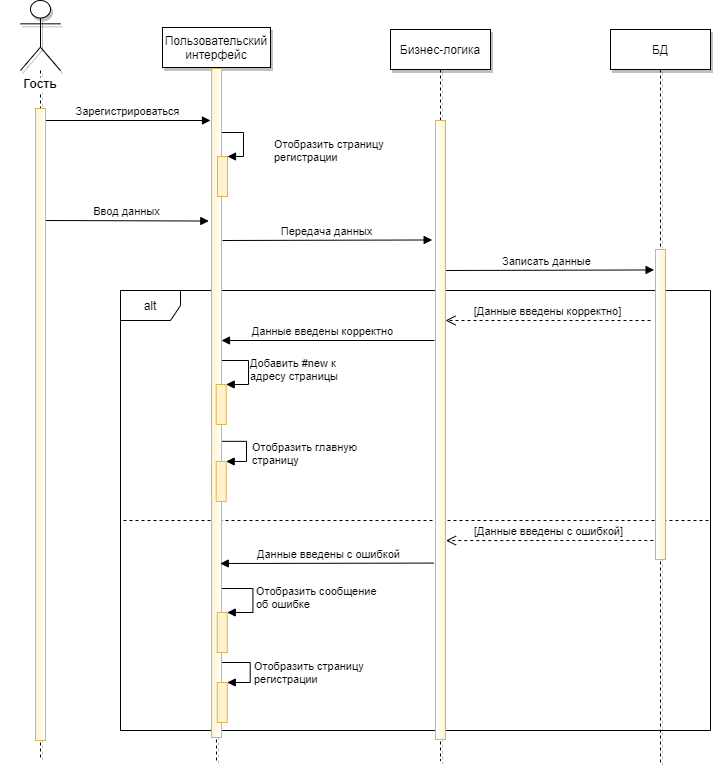 Гость
Пользовательский
интерфейс
Бизнес-логика
БД
Зарегистрироваться
Отобразить страницу
регистрации
Ввод данных
Передача данных
Записать данные
alt
[Данные введены корректно]
Данные введены корректно
Добавить #new к
адресу страницы
Отобразить главную
страницу
[Данные введены с ошибкой]
Данные введены с ошибкой
Отобразить сообщение
об ошибке
Отобразить страницу
регистрации